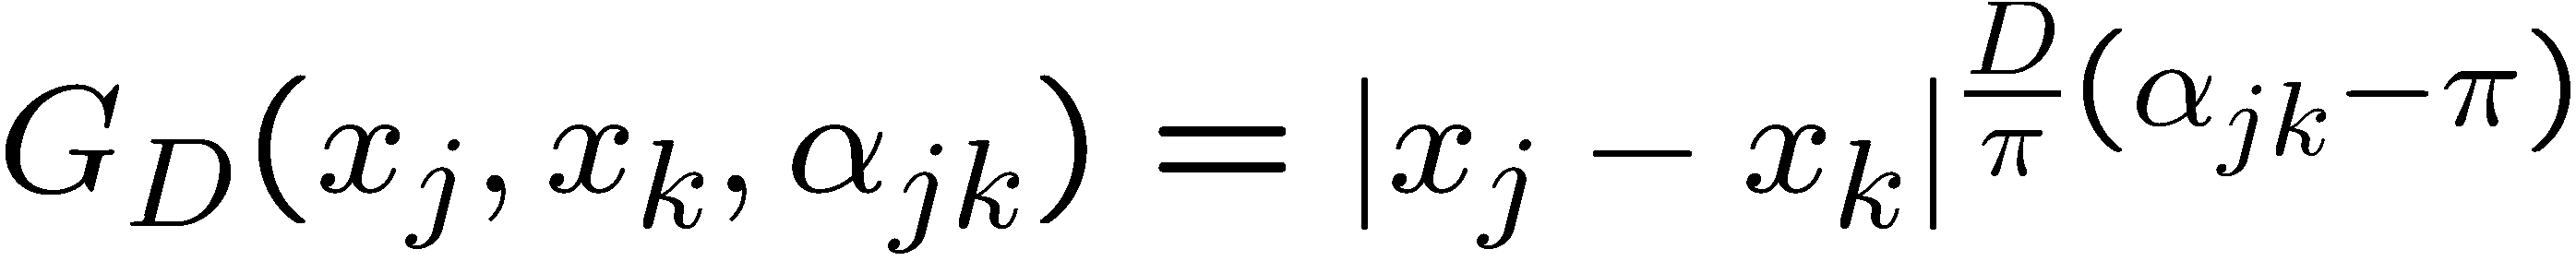 G_D(x_j, x_k, α_{jk}) = |x_j − x_k|^{\frac{D}{π}(α_{jk}−π)}